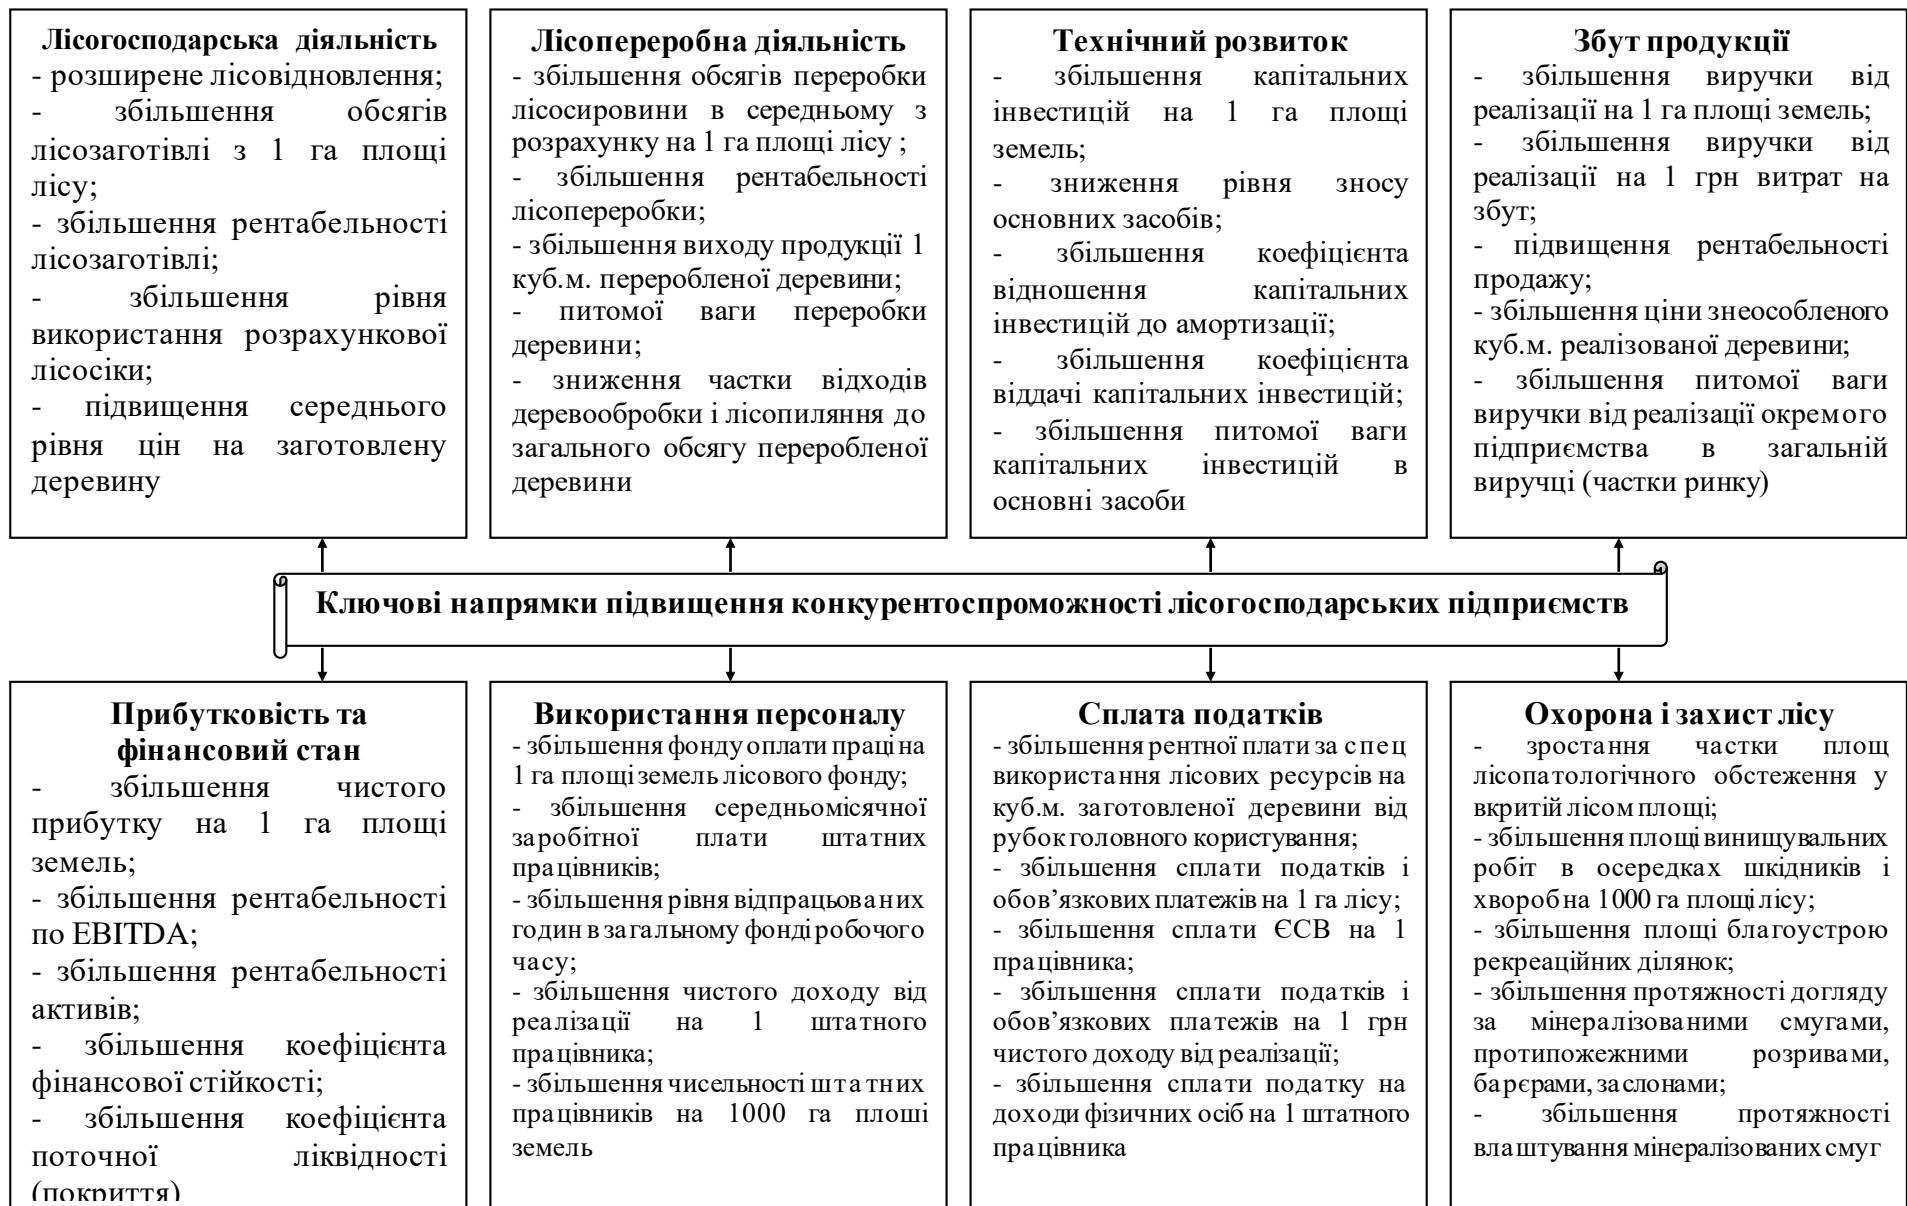 Лісогосподарська діяльність
- розширене лісовідновлення;
- збільшення обсягів
лісозаготівлі з 1 га площі
лісу;
- збільшення рентабельності
лісозаготівлі;
- збільшення рівня
використання розрахункової
лісосіки;
- підвищення середнього
рівня цін на заготовлену
деревину
Лісопереробна діяльність
- збільшення обсягів переробки
лісосировини в середньому з
розрахунку на 1 га площі лісу ;
- збільшення рентабельності
лісопереробки;
- збільшення виходу продукції 1
куб.м. переробленої деревини;
- питомої ваги переробки
деревини;
- зниження частки відходів
деревообробки і лісопиляння до
загального обсягу переробленої
деревини
Технічний розвиток
- збільшення капітальних
інвестицій на 1 га площі
земель;
- зниження рівня зносу
основних засобів;
- збільшення коефіцієнта
відношення капітальних
інвестицій до амортизації;
- збільшення коефіцієнта
віддачі капітальних інвестицій;
- збільшення питомої ваги
капітальних інвестицій в
основні засоби
Збут продукції
- збільшення виручки від
реалізації на 1 га площі земель;
- збільшення виручки від
реалізації на 1 грн витрат на
збут;
- підвищення рентабельності
продажу;
- збільшення ціни знеособленого
куб.м. реалізованої деревини;
- збільшення питомої ваги
виручки від реалізації окремого
підприємства в загальній
виручці (частки ринку)
Ключові напрямки підвищення конкурентоспроможності лісогосподарських підприємств
Прибутковість та
фінансовий стан
- збільшення чистого
прибутку на 1 га площі
земель;
- збільшення рентабельності
по EBITDA;
- збільшення рентабельності
активів;
- збільшення коефіцієнта
фінансової стійкості;
- збільшення коефіцієнта
поточної ліквідності
(покриття)
Використання персоналу
- збільшення фонду оплати праці на
1 га площі земель лісового фонду;
- збільшення середньомісячної
заробітної плати штатних
працівників;
- збільшення рівня відпрацьованих
годин в загальному фонді робочого
часу;
- збільшення чистого доходу від
реалізації на 1 штатного
працівника;
- збільшення чисельності штатних
працівників на 1000 га плоші
земель
Сплата податків
- збільшення рентної плати за спец
використання лісових ресурсів на
куб.м. заготовленої деревини від
рубок головного користування;
- збільшення сплати податків і
обов’язкових платежів на 1 га лісу;
- збільшення сплати ЄСВ на 1
працівника;
- збільшення сплати податків і
обов’язкових платежів на 1 грн
чистого доходу від реалізації;
- збільшення сплати податку на
доходи фізичних осіб на 1 штатного
працівника
Охорона і захист лісу
- зростання частки площ
лісопатологічного обстеження у
вкритій лісом площі;
- збільшення площі винищувальних
робіт в осередках шкідників і
хвороб на 1000 га площі лісу;
- збільшення площі благоустрою
рекреаційних ділянок;
- збільшення протяжності догляду
за мінералізованими смугами,
протипожежними розривами,
барєрами, заслонами;
- збільшення протяжності
влаштування мінералізованих смуг